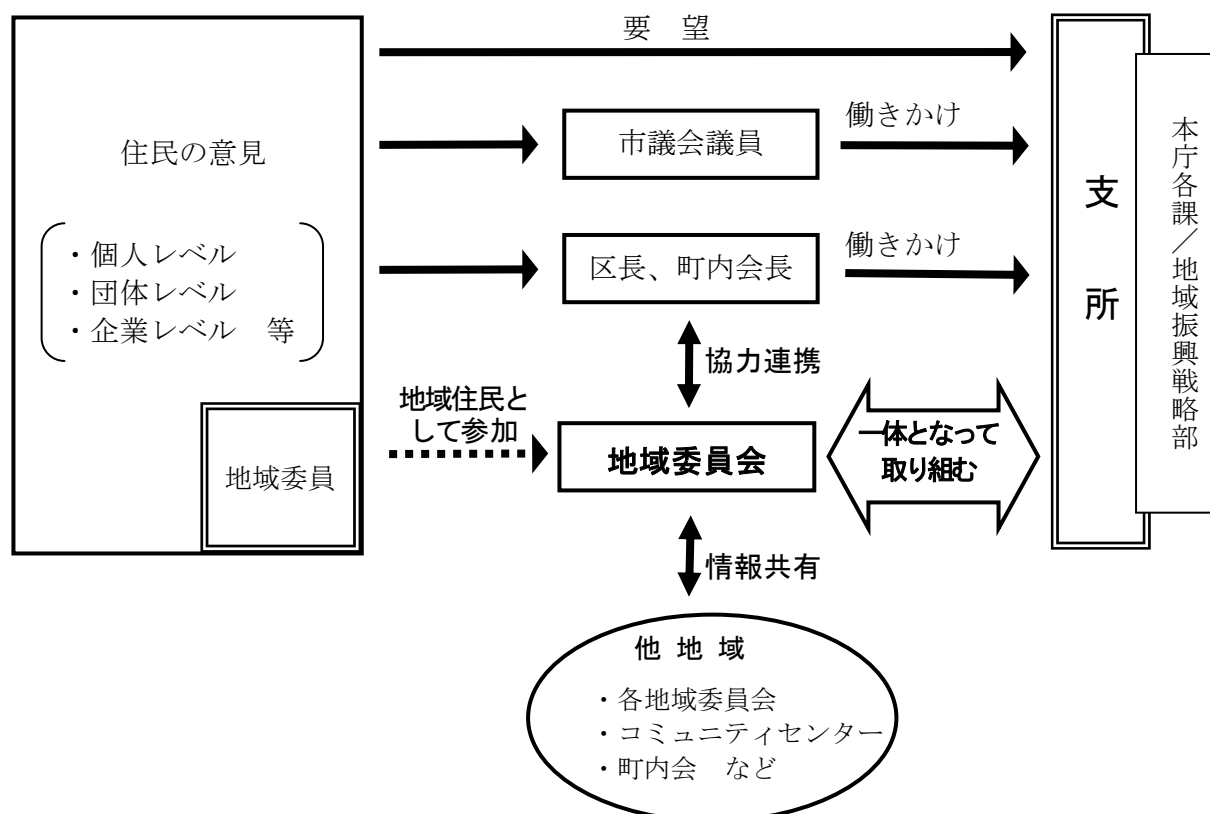 要　望
住民の意見
・個人レベル
・団体レベル
・企業レベル　等
地域委員
市議会議員
働きかけ
区長、町内会長
働きかけ
協力連携
地域住民と
して参加
地域委員会
一体となって
取り組む
情報共有
他 地 域
・各地域委員会
・コミュニティセンター
・町内会　など
支　所
本庁各課／地域振興戦略部